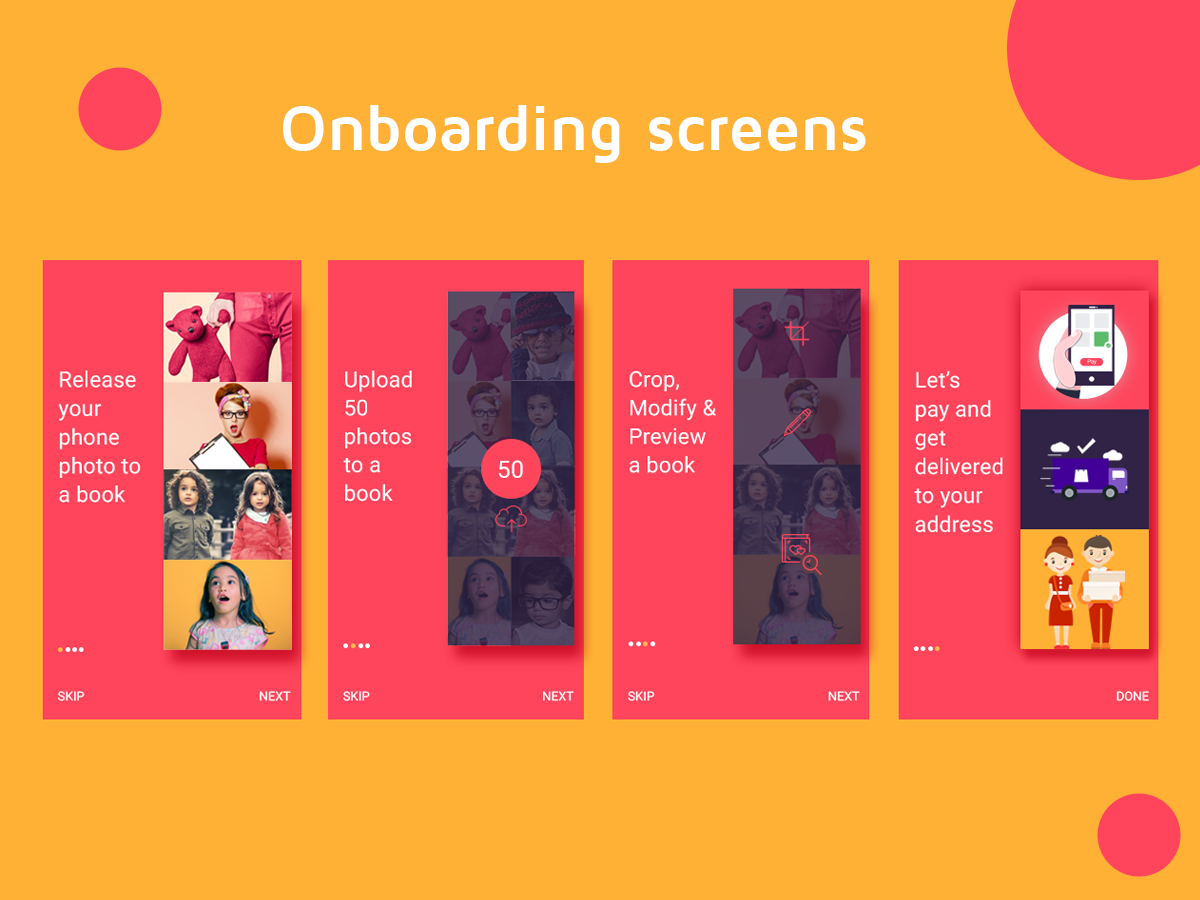 Onboarding screens
Release
your
phone
photo to
a book
SKIP
NEXT
Upload
50
photos
to a
book
50
SKIP
NEXT
Crop,
Modify &
Preview
a book
SKIP
NEXT
Let’s
pay and
get
delivered
to your
address
Pay
DONE